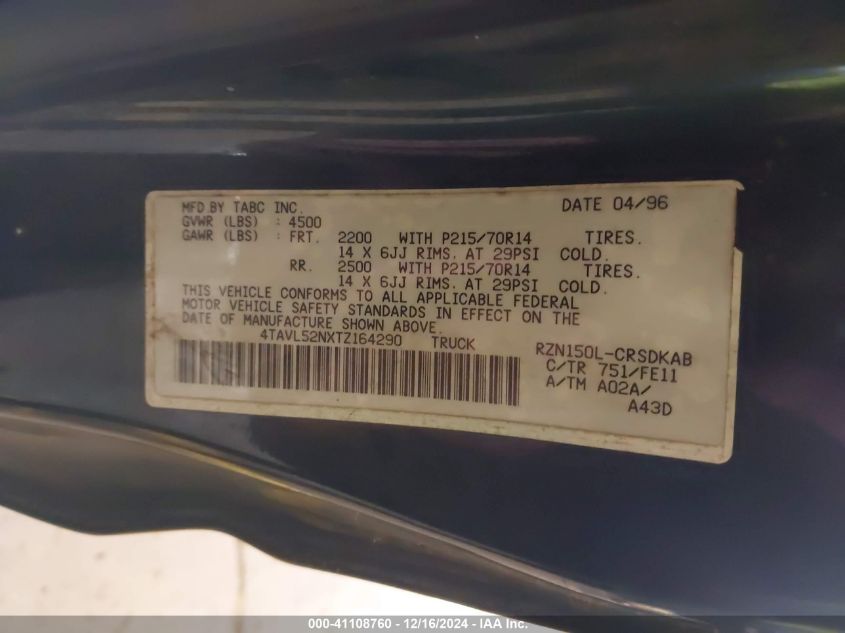 MFD BY TABC INC. DATE 04/96
GVWR (LBS) : 4500
GAWR (LBS) : FRT. 2200 WITH P215/70R14 TIRES.
14 X 6JJ RIMS. AT 29PSI COLD.
RR. 2500 WITH P215/70R14 TIRES.
14 X 6JJ RIMS. AT 29PSI COLD.
THIS VEHICLE CONFORMS TO ALL APPLICABLE FEDERAL
MOTOR VEHICLE SAFETY STANDARDS IN EFFECT ON THE
DATE OF MANUFACTURE SHOWN ABOVE.
4TAVL52NXTZ164290 TRUCK RZN150L-CRSDKAB
C/TR 751/FE11
A/TM A02A/
A43D
000-41108760 - 12/16/2024 - IAA Inc.